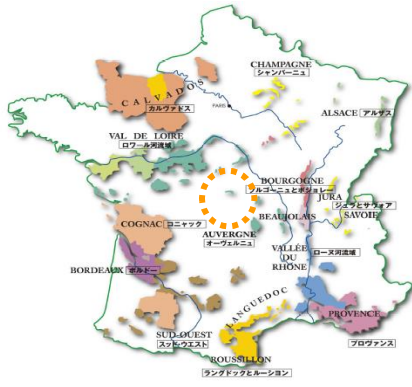 CHAMPAGNE
シャンパーニュ
CALVADOS
カルヴァドス
PARIS
ALSACE アルザス
VAL DE LOIRE
ロワール河流域
BOURGOGNE
ブルゴーニュとボジョレー
JURA
ジュラとサヴォア
SAVOIE
COGNAC コニャック
BEAUJOLAIS
AUVERGNE
オーヴェルニュ
VALLÉE
DU
RHÔNE
ローヌ河流域
BORDEAUX ボルドー
LANGUEDOC
PROVENCE
プロヴァンス
SUD-OUEST
スッド・ウエスト
ROUSSILLON
ラングドックとルーション